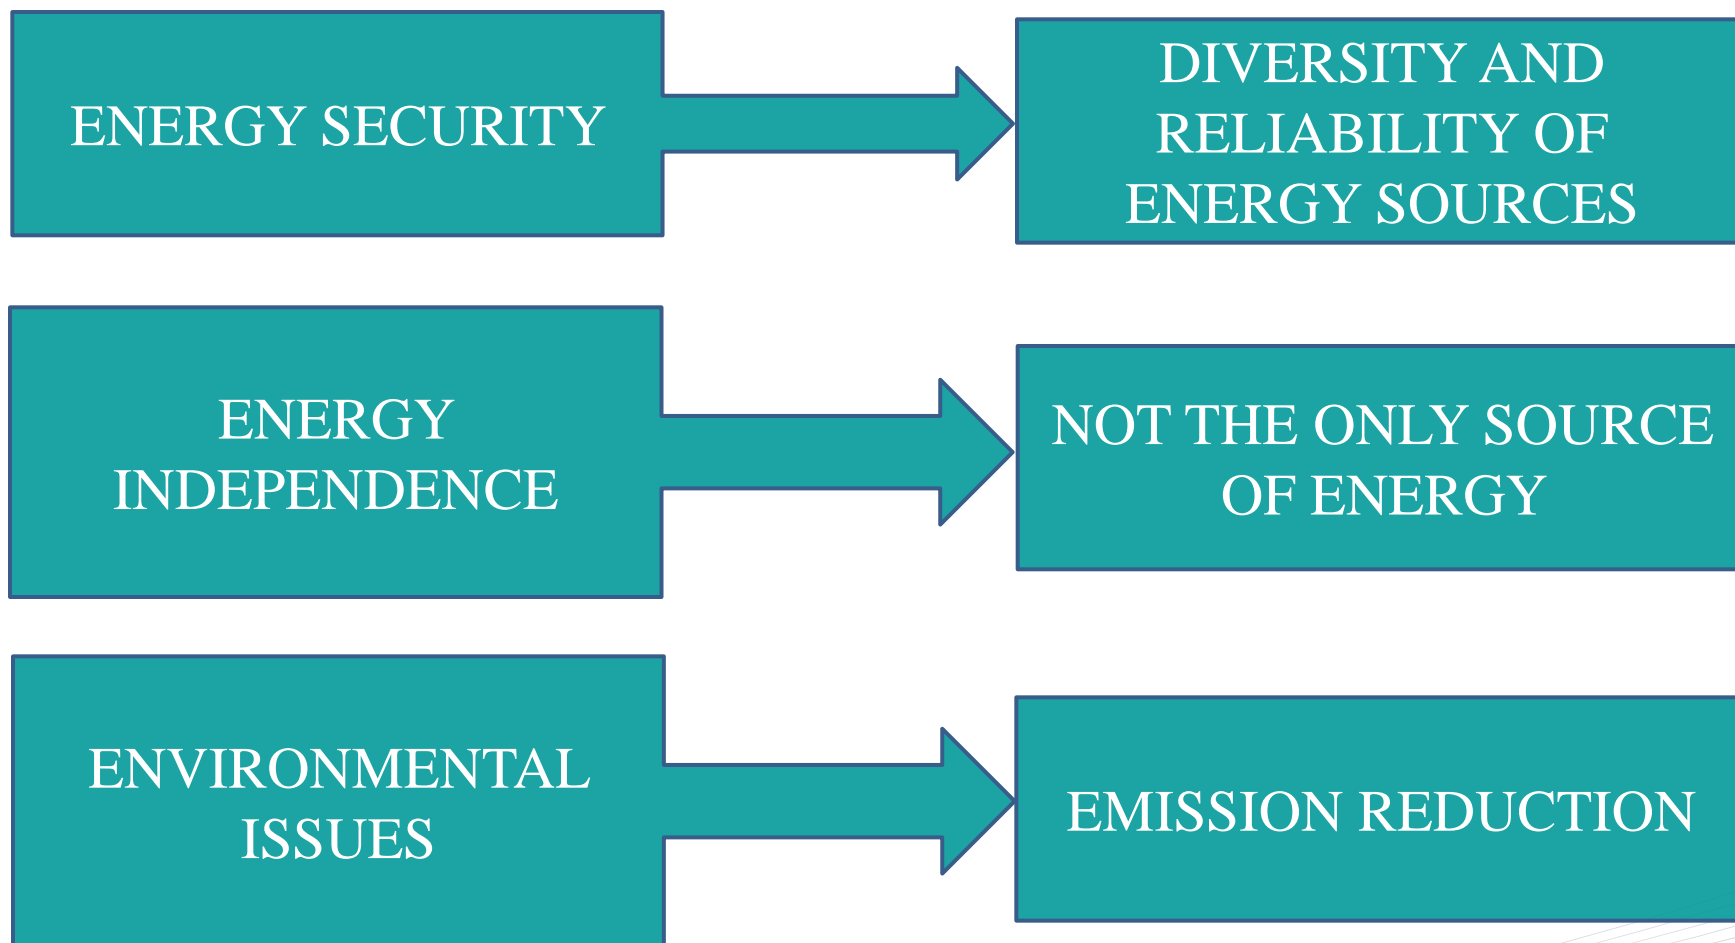 ENERGY SECURITY
DIVERSITY AND
RELIABILITY OF
ENERGY SOURCES
ENERGY
INDEPENDENCE
NOT THE ONLY SOURCE
OF ENERGY
ENVIRONMENTAL
ISSUES
EMISSION REDUCTION